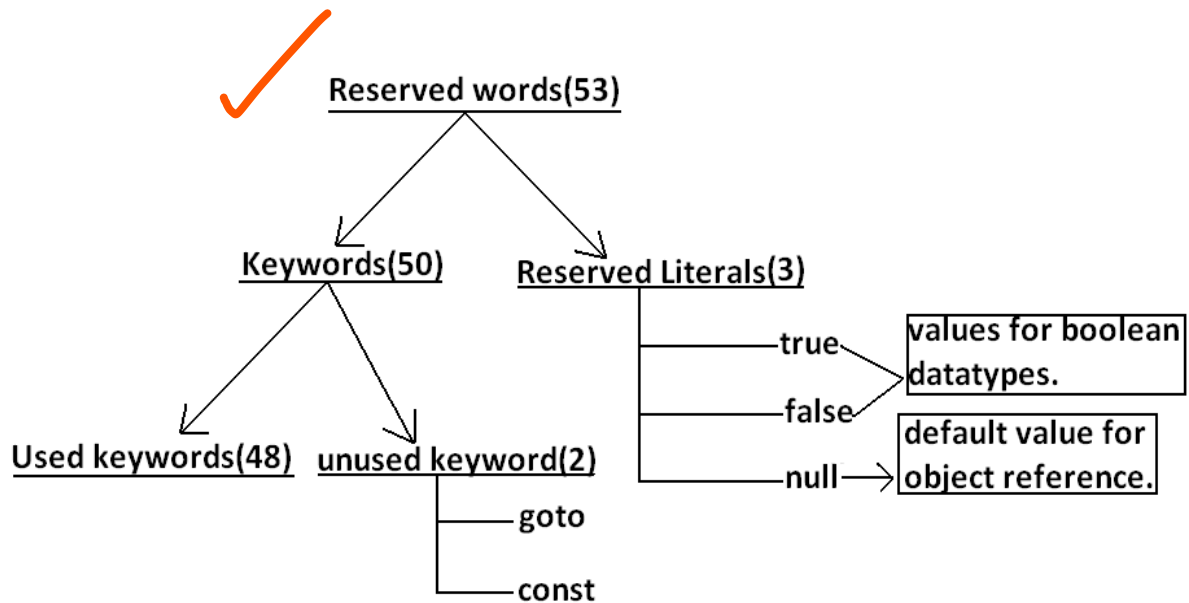 Reserved words(53)
Keywords(50)
Reserved Literals(3)
true
values for boolean
datatypes.
false
default value for
null
object reference.
Used keywords(48)
unused keyword(2)
goto
const